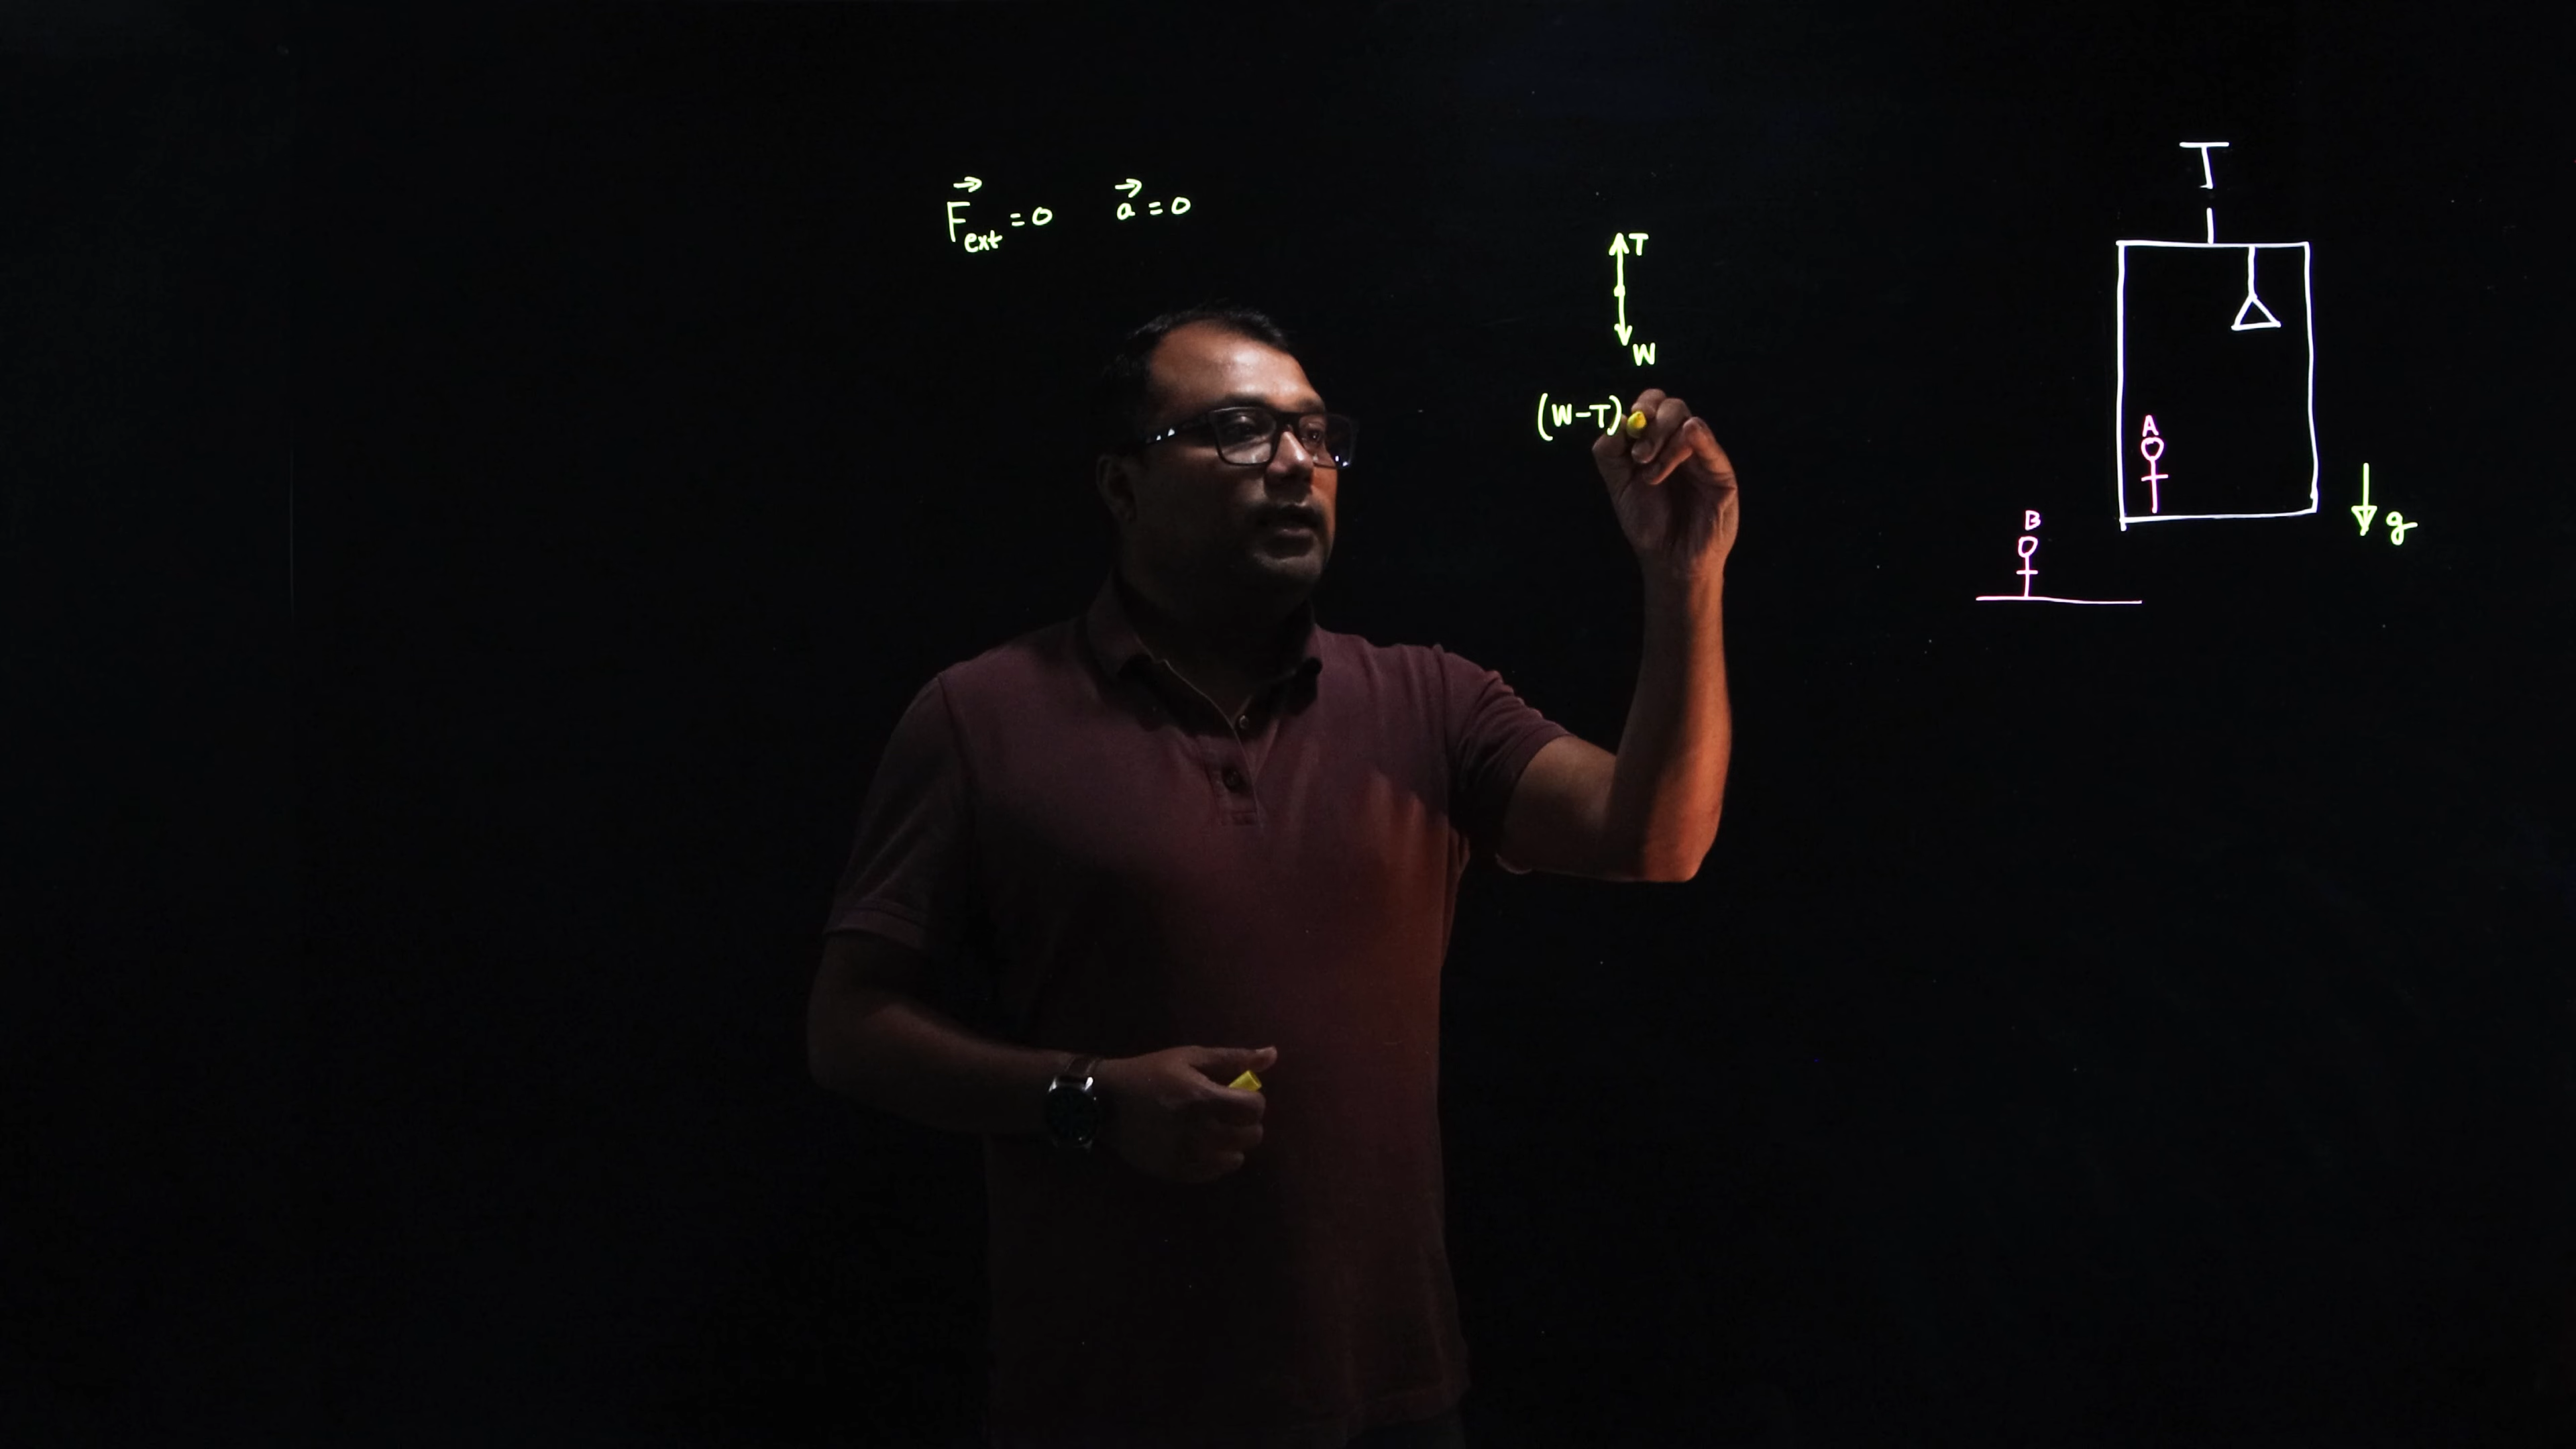 F⃗ext = 0 a⃗ = 0
T
W
(W-T)
A
B
g